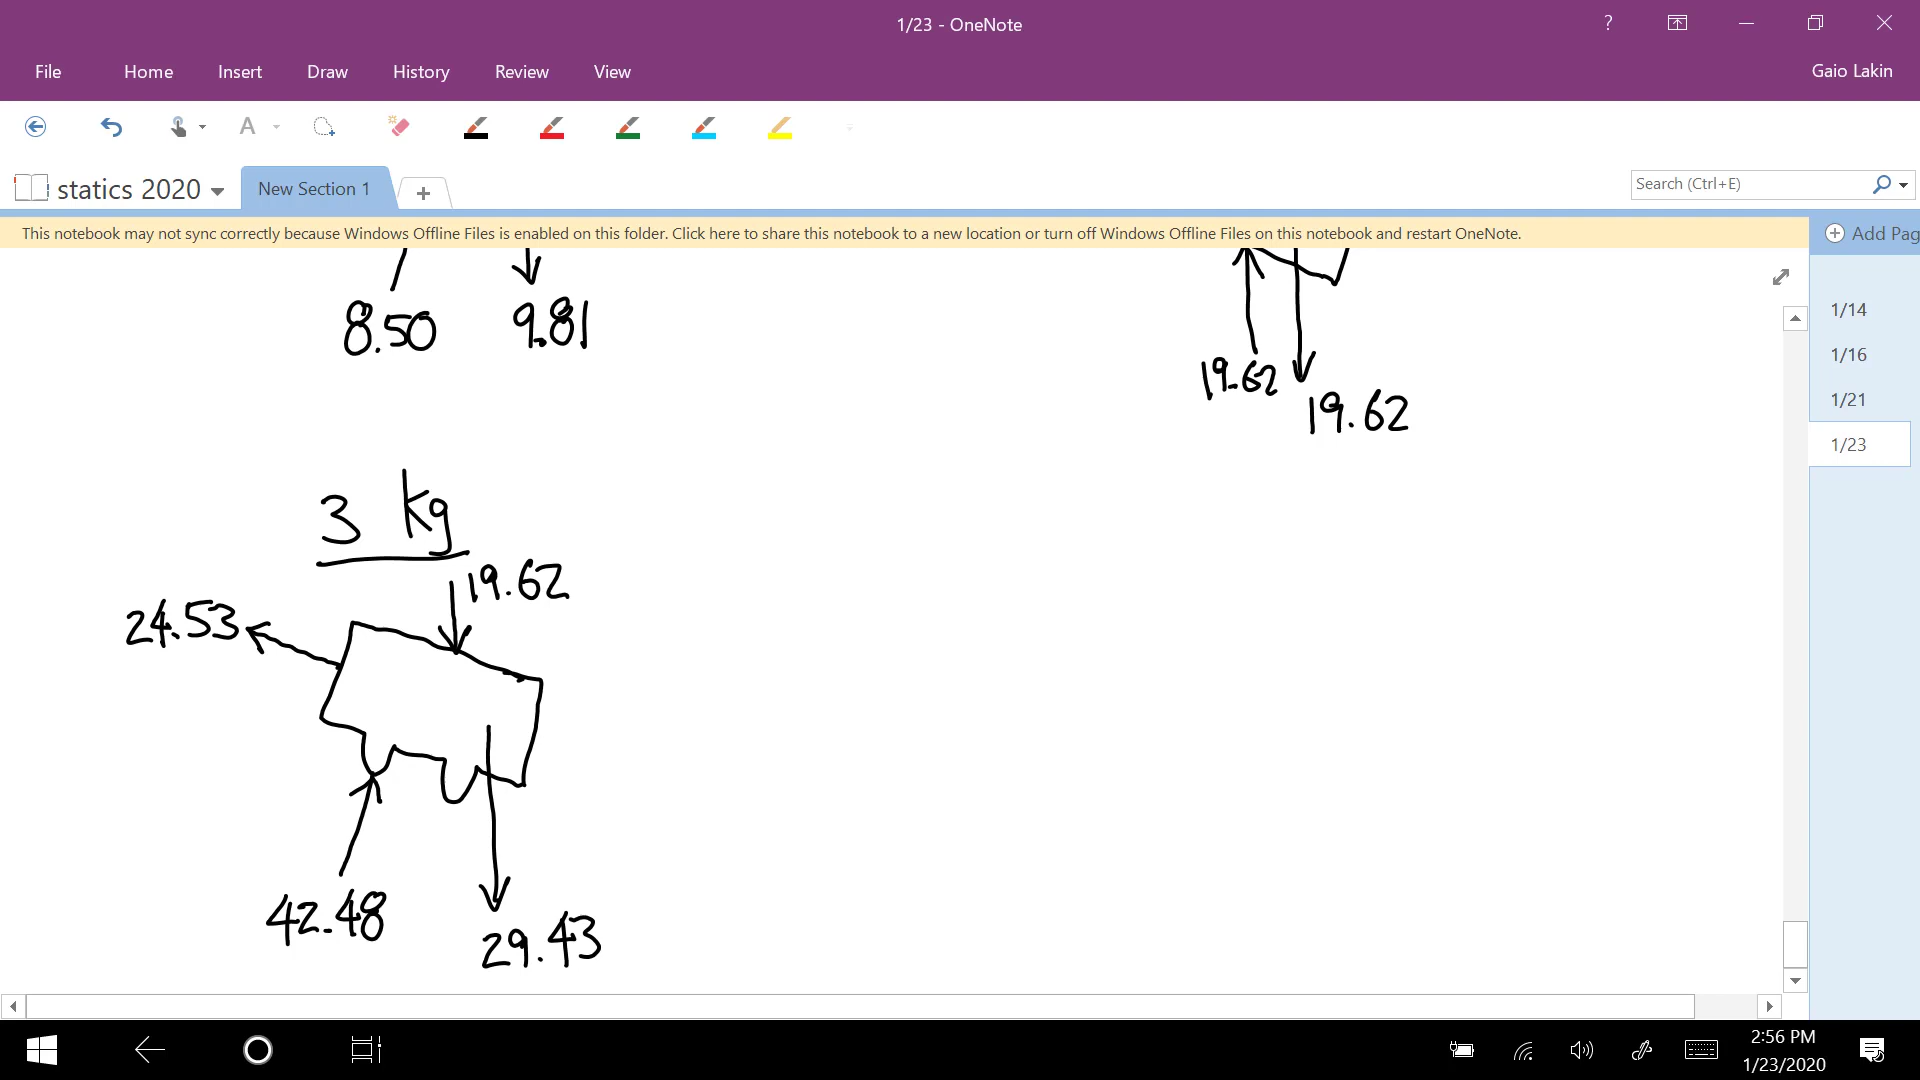 1/23 - OneNote
?
File Home Insert Draw History Review View
Gaio Lakin
A
statics 2020
New Section 1
+
Search (Ctrl+E)
This notebook may not sync correctly because Windows Offline Files is enabled on this folder. Click here to share this notebook to a new location or turn off Windows Offline Files on this notebook and restart OneNote.
Add Pag
1/14
1/16
1/21
1/23
8.50
9.81
19.62
19.62
3 kg
19.62
24.53
42.48
29.43
2:56 PM
1/23/2020